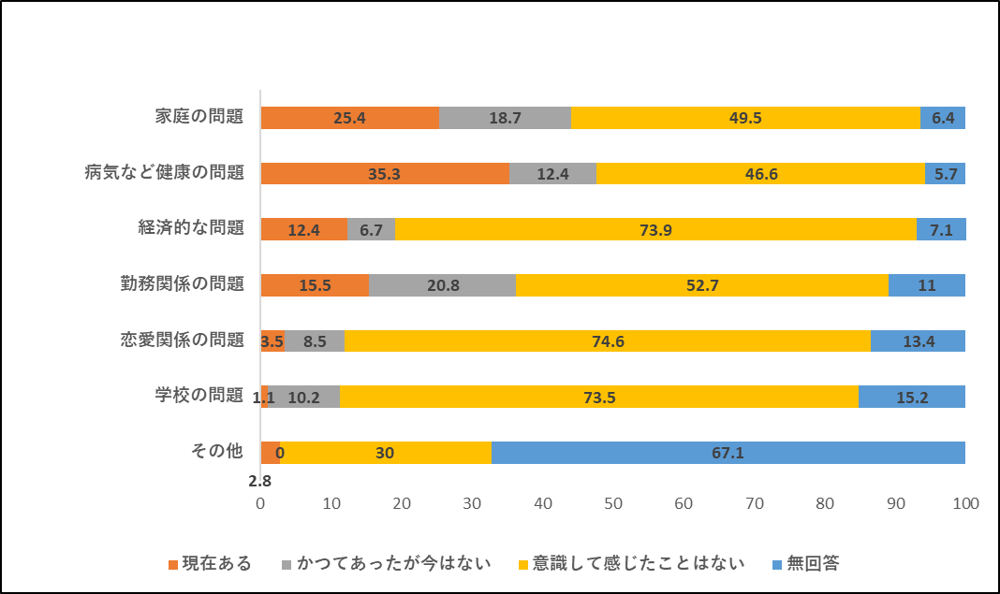 家庭の問題 25.4 18.7 49.5 6.4
病気など健康の問題 35.3 12.4 46.6 5.7
経済的な問題 12.4 6.7 73.9 7.1
勤務関係の問題 15.5 20.8 52.7 11
恋愛関係の問題 3.5 8.5 74.6 13.4
学校の問題 1.1 10.2 73.5 15.2
その他 0 30 67.1
2.8
0 10 20 30 40 50 60 70 80 90 100
現在ある かつてあったが今はない 意識して感じたことはない 無回答